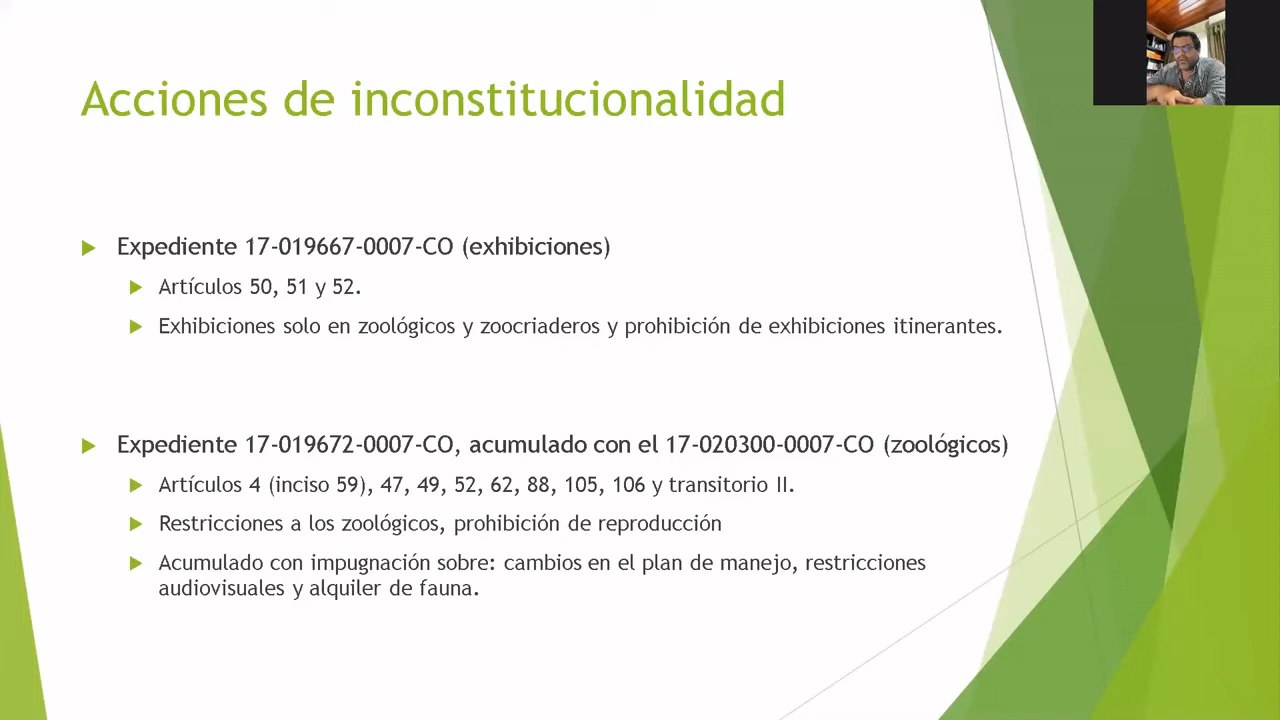 Acciones de inconstitucionalidad
Expediente 17-019667-0007-CO (exhibiciones)
Artículos 50, 51 y 52.
Exhibiciones solo en zoológicos y zoocriaderos y prohibición de exhibiciones itinerantes.
Expediente 17-019672-0007-CO, acumulado con el 17-020300-0007-CO (zoológicos)
Artículos 4 (inciso 59), 47, 49, 52, 62, 88, 105, 106 y transitorio II.
Restricciones a los zoológicos, prohibición de reproducción
Acumulado con impugnación sobre: cambios en el plan de manejo, restricciones
audiovisuales y alquiler de fauna.